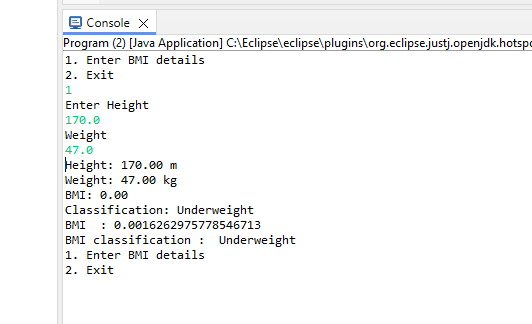 Console
Program (2) [Java Application] C:\Eclipse\eclipse\plugins\org.eclipse.justj.openjdk.hotspo
1. Enter BMI details
2. Exit
1
Enter Height
170.0
Weight
47.0
Height: 170.00 m
Weight: 47.00 kg
BMI: 0.00
Classification: Underweight
BMI  : 0.0016262975778546713
BMI classification :  Underweight
1. Enter BMI details
2. Exit